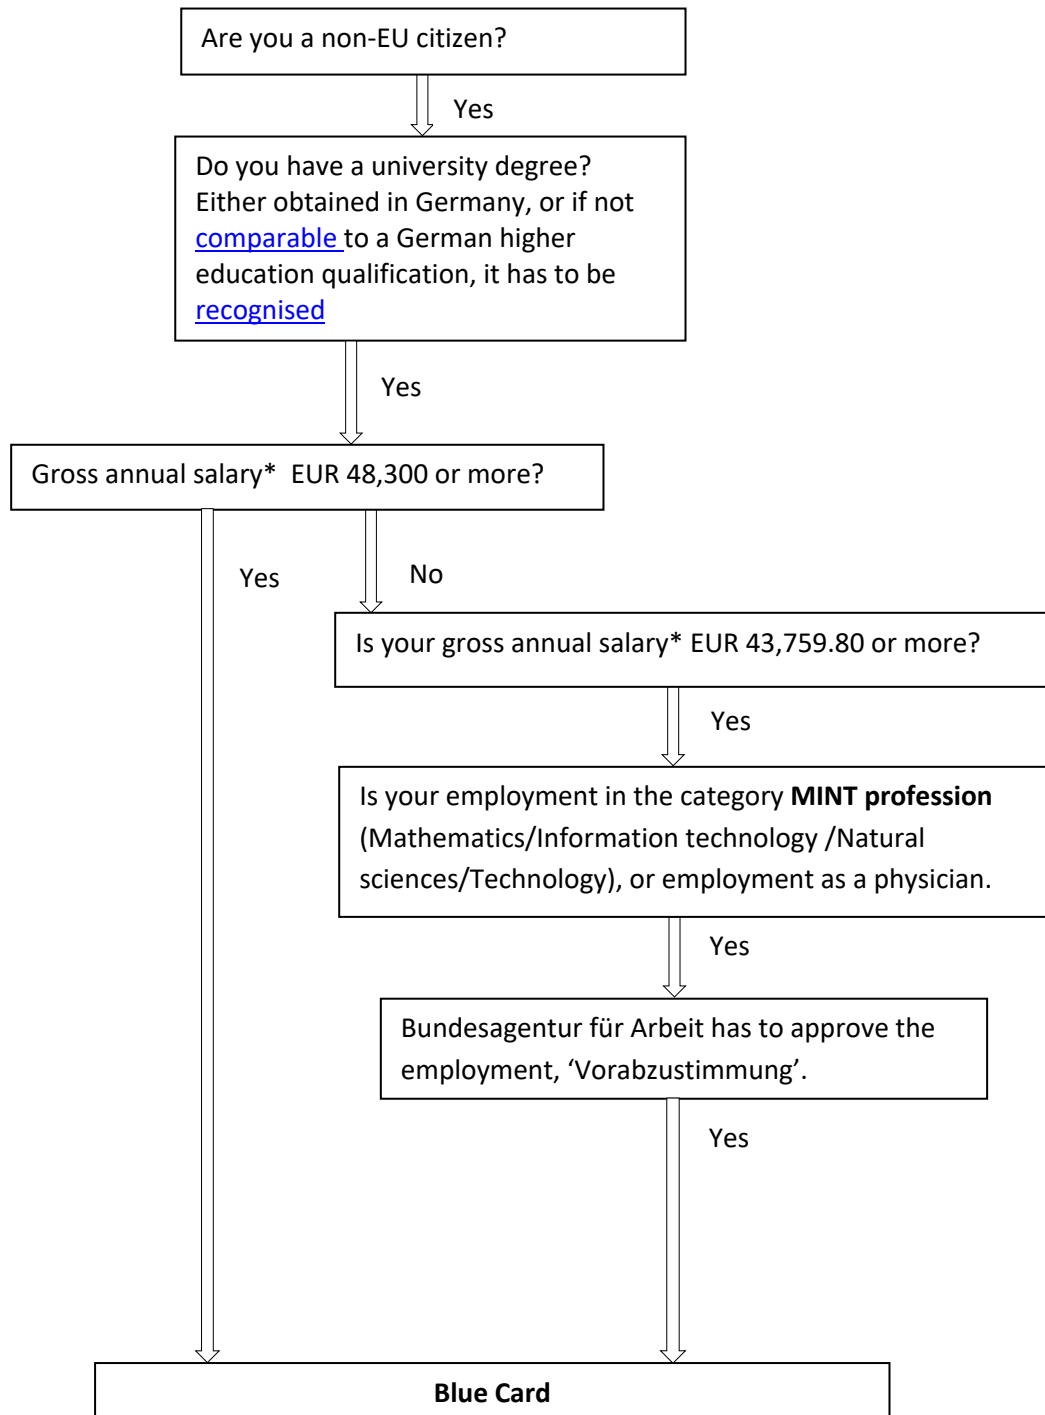 Are you a non-EU citizen?
Yes
Do you have a university degree?
Either obtained in Germany, or if not
comparable to a German higher
education qualification, it has to be
recognised
Yes
Gross annual salary*  EUR 48,300 or more?
Yes
No
Is your gross annual salary* EUR 43,759.80 or more?
Yes
Is your employment in the category MINT profession
(Mathematics/Information technology /Natural
sciences/Technology), or employment as a physician.
Yes
Bundesagentur für Arbeit has to approve the
employment, ‘Vorabzustimmung’.
Yes
Blue Card